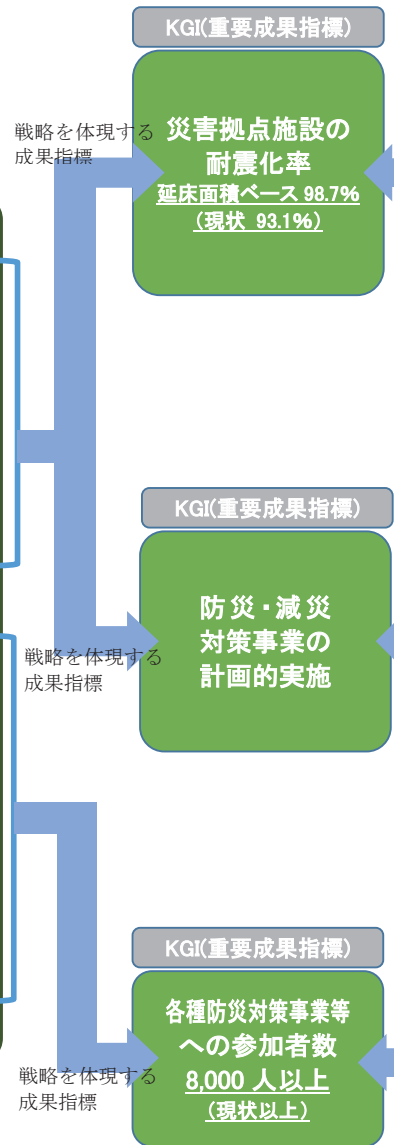 KGI(重要成果指標)
戦略を体現する
成果指標
災害拠点施設の
耐震化率
延床面積ベース 98.7%
(現状 93.1%)
KGI(重要成果指標)
防災・減災
対策事業の
計画的実施
戦略を体現する
成果指標
KGI(重要成果指標)
各種防災対策事業等
への参加者数
8,000 人以上
(現状以上)
戦略を体現する
成果指標